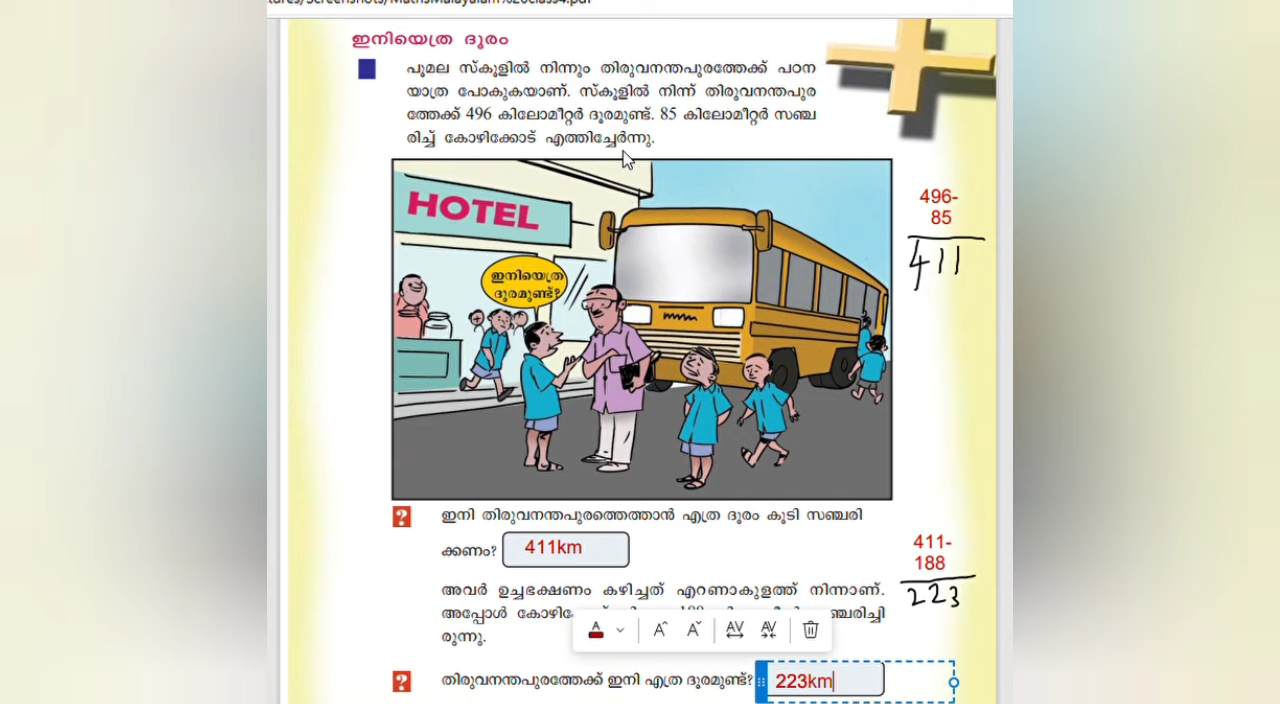 ഇനിയെത്ര ദൂരം
പൂമല സ്കൂളിൽ നിന്നും തിരുവനന്തപുരത്തേക്ക് പഠന
യാത്ര പോകുകയാണ്. സ്കൂളിൽ നിന്ന് തിരുവനന്തപുര
ത്തേക്ക് 496 കിലോമീറ്റർ ദൂരമുണ്ട്. 85 കിലോമീറ്റർ സഞ്ച
രിച്ച് കോഴിക്കോട് എത്തിച്ചേർന്നു.
HOTEL
ഇനിയെത്ര
ദൂരമുണ്ട്?
496-
85
411
?
ഇനി തിരുവനന്തപുരത്തെത്താൻ എത്ര ദൂരം കൂടി സഞ്ചരി
ക്കണം? 411km
411-
188
223
അവർ ഉച്ചഭക്ഷണം കഴിച്ചത് എറണാകുളത്ത് നിന്നാണ്.
അപ്പോൾ
രുന്നു.
?
തിരുവനന്തപുരത്തേക്ക് ഇനി എത്ര ദൂരമുണ്ട്? 223km